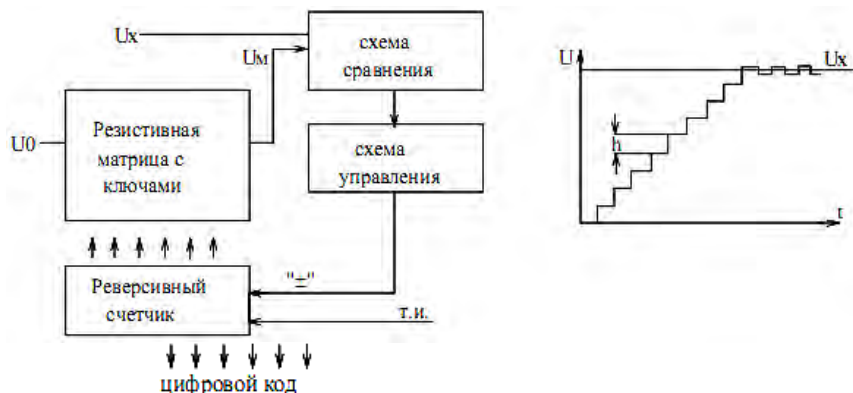 Ux
Uм
схема
сравнения
U0
Резистивная
матрица с
ключами
схема
управления
Реверсивный
счетчик
"±"
т.и.
цифровой код
U
Ux
h
t